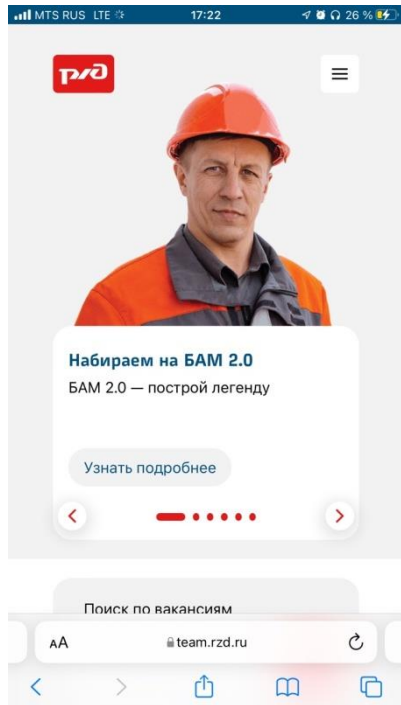 MTS RUS LTE 17:22 26 %
ржд
Набираем на БАМ 2.0
БАМ 2.0 — построй легенду
Узнать подробнее
Поиск по вакансиям
AA team.rzd.ru